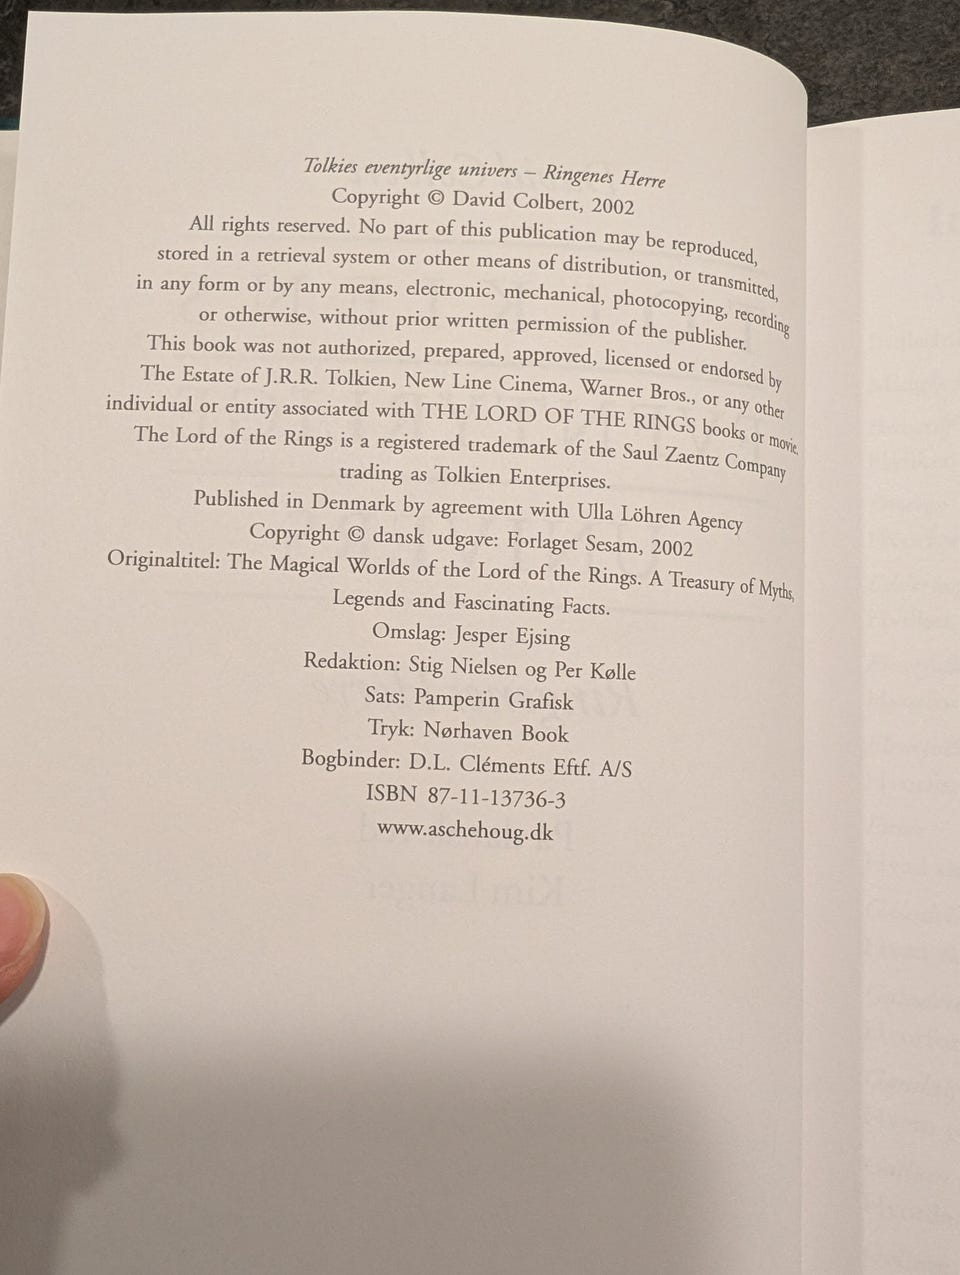 Tolkies eventyrlige univers – Ringenes Herre
Copyright © David Colbert, 2002
All rights reserved. No part of this publication may be reproduced,
stored in a retrieval system or other means of distribution, or transmitted,
in any form or by any means, electronic, mechanical, photocopying, recording
or otherwise, without prior written permission of the publisher.
This book was not authorized, prepared, approved, licensed or endorsed by
The Estate of J.R.R. Tolkien, New Line Cinema, Warner Bros., or any other
individual or entity associated with THE LORD OF THE RINGS books or movie.
The Lord of the Rings is a registered trademark of the Saul Zaentz Company
trading as Tolkien Enterprises.
Published in Denmark by agreement with Ulla Löhren Agency
Copyright © dansk udgave: Forlaget Sesam, 2002
Originaltitel: The Magical Worlds of the Lord of the Rings. A Treasury of Myths,
Legends and Fascinating Facts.
Omslag: Jesper Ejsing
Redaktion: Stig Nielsen og Per Kølle
Sats: Pamperin Grafisk
Tryk: Nørhaven Book
Bogbinder: D.L. Cléments Eftf. A/S
ISBN 87-11-13736-3
www.aschehoug.dk